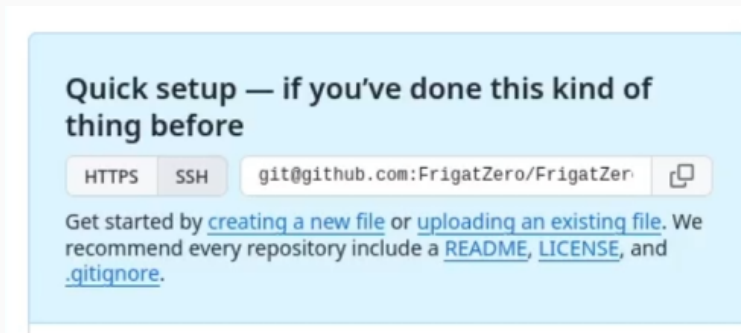 Quick setup — if you’ve done this kind of
thing before
HTTPS SSH git@github.com:FrigatZero/FrigatZer
Get started by creating a new file or uploading an existing file. We
recommend every repository include a README, LICENSE, and
.gitignore.